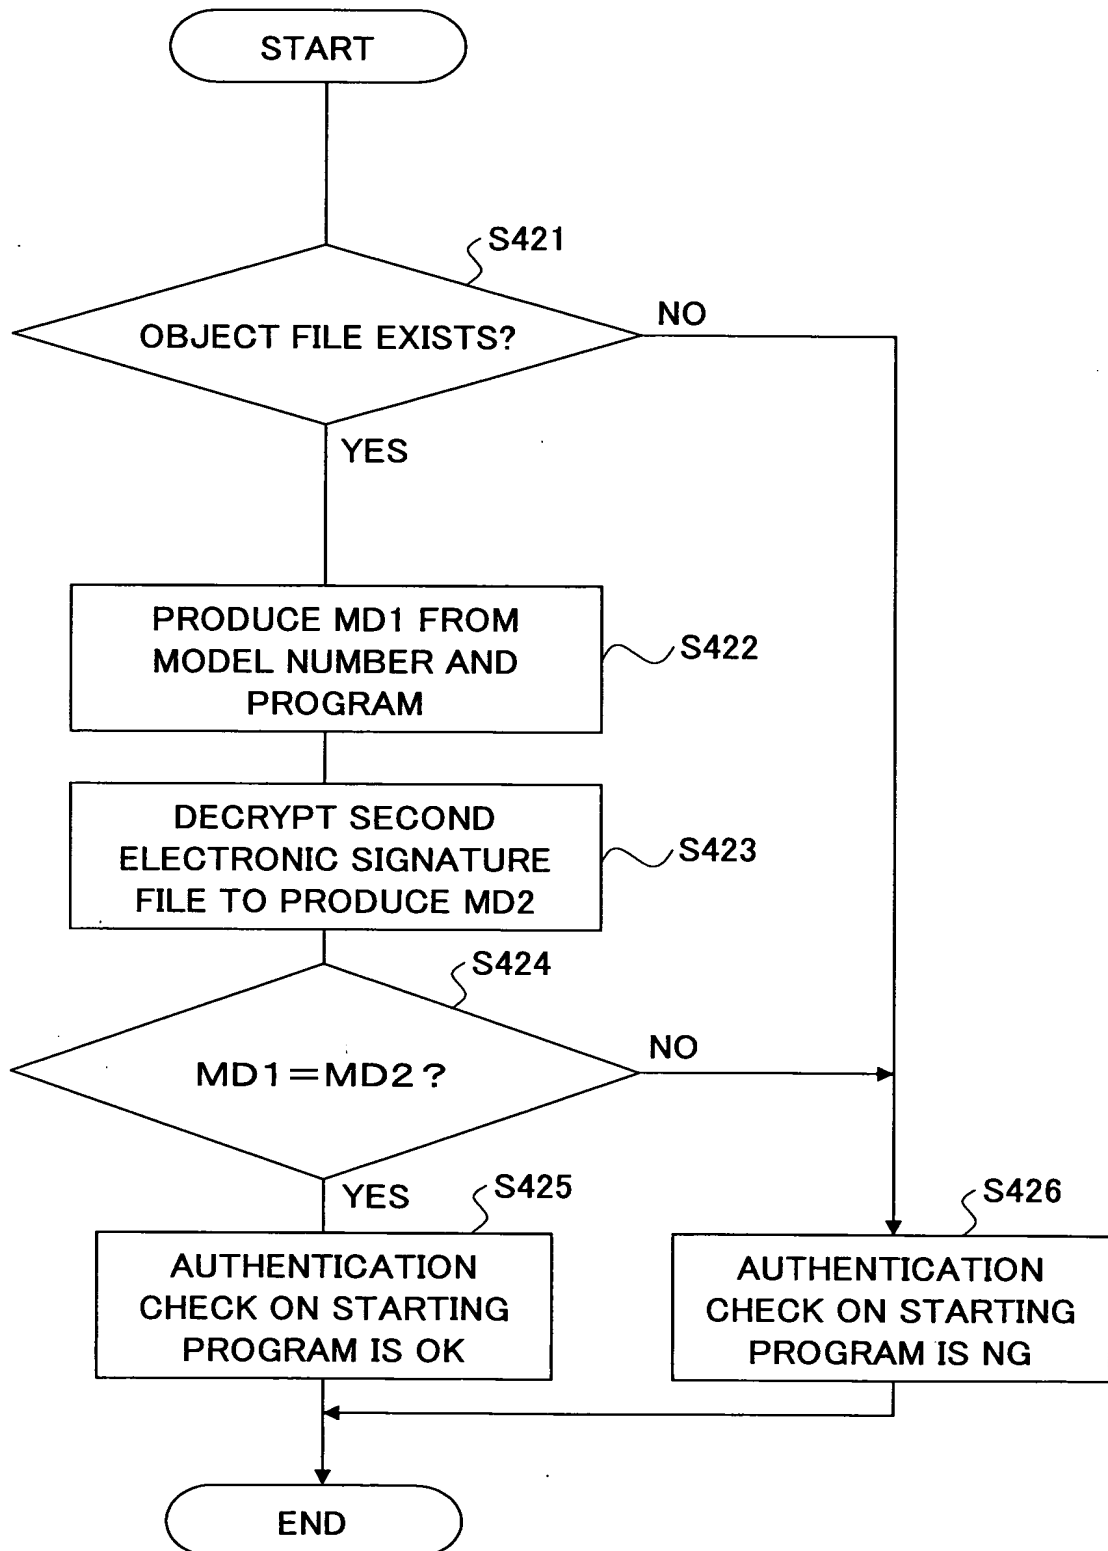 START
S421
OBJECT FILE EXISTS?
NO
YES
PRODUCE MD1 FROM
MODEL NUMBER AND
PROGRAM
S422
DECRYPT SECOND
ELECTRONIC SIGNATURE
FILE TO PRODUCE MD2
S423
S424
MD1=MD2?
NO
YES
S425
AUTHENTICATION
CHECK ON STARTING
PROGRAM IS OK
S426
AUTHENTICATION
CHECK ON STARTING
PROGRAM IS NG
END